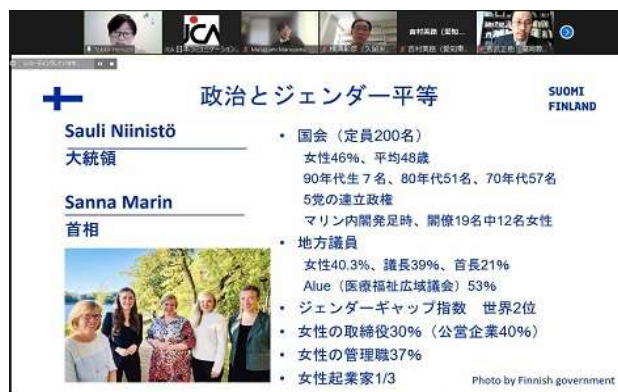 JCA
政治とジェンダー平等
SUOMI
FINLAND
Sauli Niinistö
大統領
Sanna Marin
首相
• 国会（定員200名）
女性46%、平均48歳
90年代生７名、80年代51名、70年代57名
5党の連立政権
マリン内閣発足時、閣僚19名中12名女性
• 地方議員
女性40.3%、議長39%、首長21%
Alue（医療福祉広域議会）53%
• ジェンダーギャップ指数　世界2位
• 女性の取締役30%（公営企業40%）
• 女性の管理職37%
• 女性起業家1/3
Photo by Finnish government